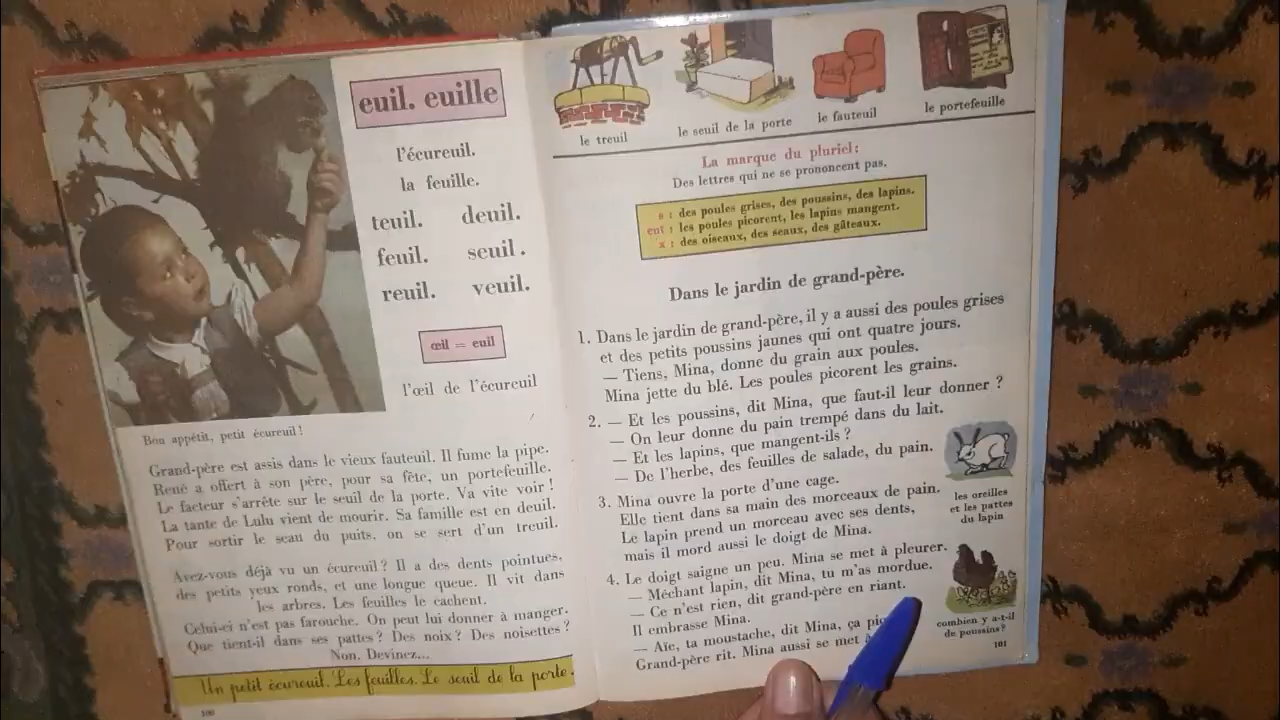 euil. euille
l'écureuil.
la feuille.
teuil. deuil.
feuil. seuil.
reuil. veuil.
œil = euil
l'œil de l'écureuil
Bon appétit, petit écureuil !
Grand-père est assis dans le vieux fauteuil. Il fume la pipe.
René a offert à son père, pour sa fête, un portefeuille.
Le facteur s'arrête sur le seuil de la porte. Va vite voir !
La tante de Lulu vient de mourir. Sa famille est en deuil.
Pour sortir le seau du puits, on se sert d'un treuil.
Avez-vous déjà vu un écureuil ? Il a des dents pointues,
des petits yeux ronds, et une longue queue. Il vit dans
les arbres. Les feuilles le cachent.
Celui-ci n'est pas farouche. On peut lui donner à manger.
Que tient-il dans ses pattes ? Des noix ? Des noisettes ?
Non. Devinez...
Un petit écureuil. Les feuilles. Le seuil de la porte.
100
le treuil
le seuil de la porte
le fauteuil
le portefeuille
La marque du pluriel :
Des lettres qui ne se prononcent pas.
s : des poules grises, des poussins, des lapins.
ent : les poules picorent, les lapins mangent.
x : des oiseaux, des seaux, des gâteaux.
Dans le jardin de grand-père.
1. Dans le jardin de grand-père, il y a aussi des poules grises
et des petits poussins jaunes qui ont quatre jours.
— Tiens, Mina, donne du grain aux poules.
Mina jette du blé. Les poules picorent les grains.
2. — Et les poussins, dit Mina, que faut-il leur donner ?
— On leur donne du pain trempé dans du lait.
— Et les lapins, que mangent-ils ?
— De l'herbe, des feuilles de salade, du pain.
3. Mina ouvre la porte d'une cage.
Elle tient dans sa main des morceaux de pain.
Le lapin prend un morceau avec ses dents,
mais il mord aussi le doigt de Mina.
4. Le doigt saigne un peu. Mina se met à pleurer.
— Méchant lapin, dit Mina, tu m'as mordue.
— Ce n'est rien, dit grand-père en riant.
Il embrasse Mina.
— Aïe, ta moustache, dit Mina, ça
Grand-père rit. Mina aussi se met
les oreilles
et les pattes
du lapin
combien y a-t-il
de poussins ?
101